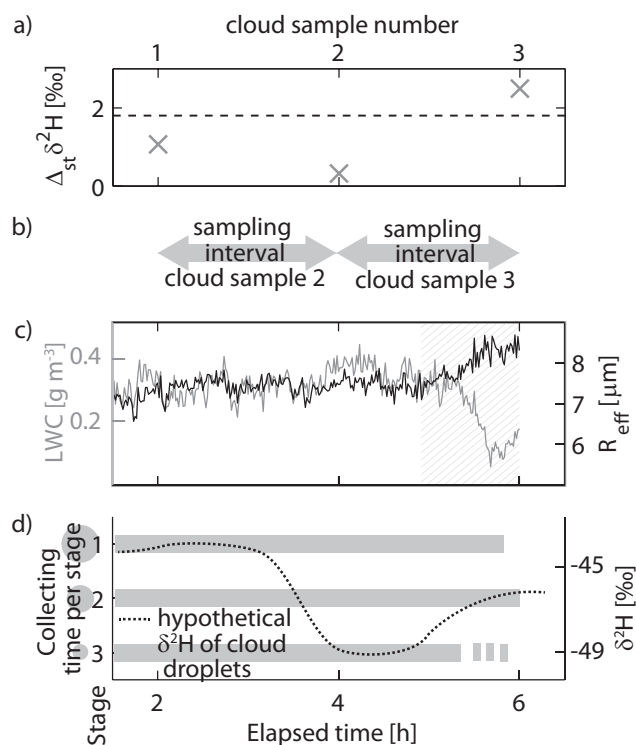 a)
cloud sample number
1 2 3
Δst δ²H [‰]
2
0
b)
sampling
interval
cloud sample 2
sampling
interval
cloud sample 3
c)
LWC [g m⁻³]
0.4
0.2
8
7
6
R eff [μm]
d)
Collecting
time per stage
Stage
1
2
3
hypothetical
δ²H of cloud
droplets
-45
-49
δ²H [‰]
2 4 6
Elapsed time [h]